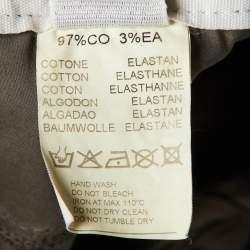 97%CO 3%EA
COTONE ELASTAN
COTTON ELASTHANE
COTON ELASTHANNE
ALGODON ELASTAN
ALGADAO ELASTAN
BAUMWOLLE ELASTANE
HAND WASH
DO NOT BLEACH
IRON AT MAX 110°C
DO NOT DRY CLEAN
DO NOT TUMBLE DRY